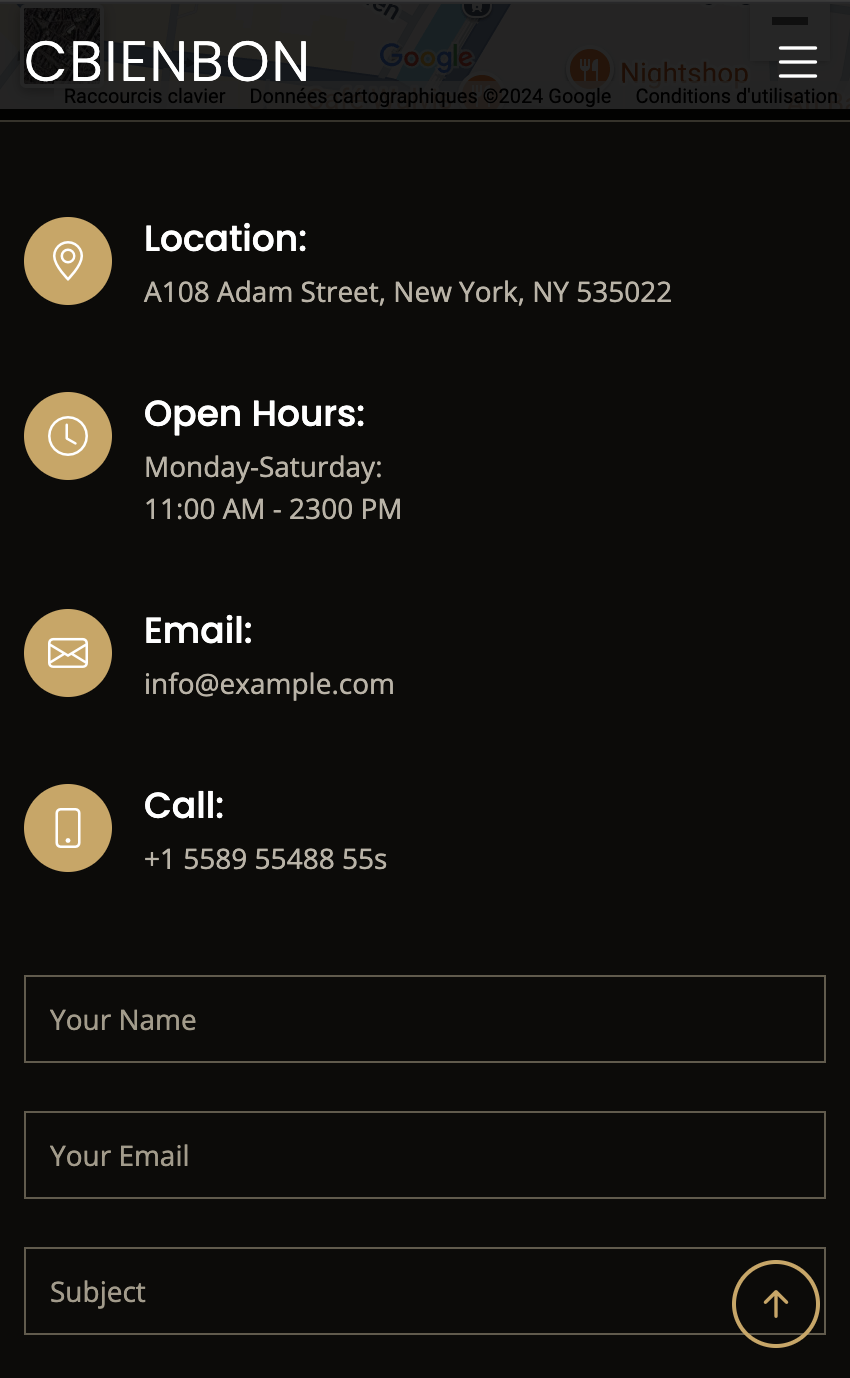 CBIENBON
Google
Nightshop
Raccourcis clavier Données cartographiques ©2024 Google Conditions d'utilisation
Location:
A108 Adam Street, New York, NY 535022
Open Hours:
Monday-Saturday:
11:00 AM - 2300 PM
Email:
info@example.com
Call:
+1 5589 55488 55s
Your Name
Your Email
Subject